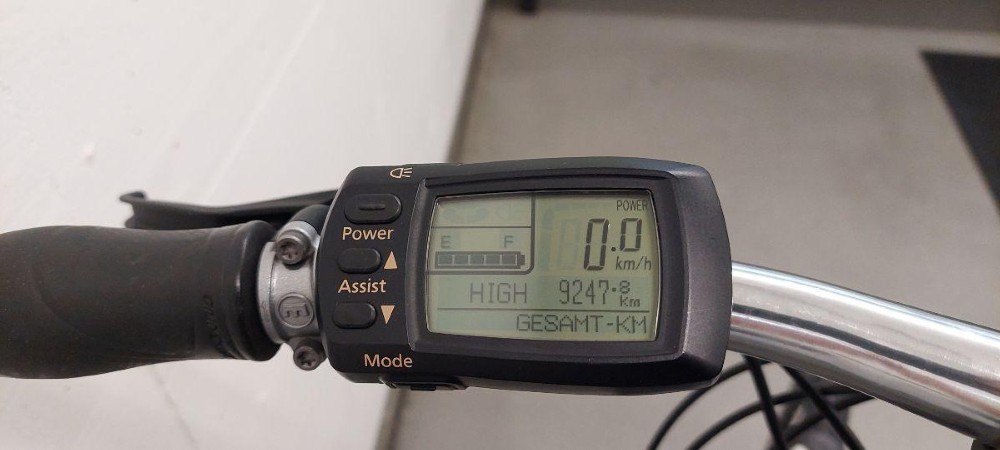 Power
Assist
Mode
POWER
0.0
km/h
E F
HIGH 9247.8 km
GESAMT-KM